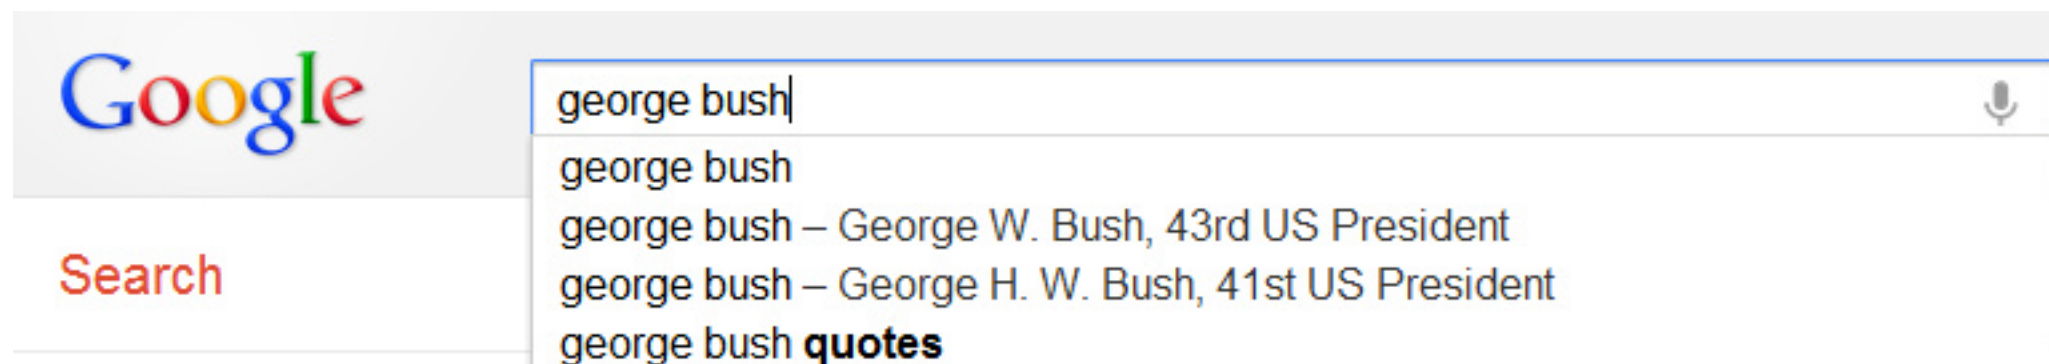 Google
george bush
george bush
george bush – George W. Bush, 43rd US President
Search
george bush – George H. W. Bush, 41st US President
george bush quotes